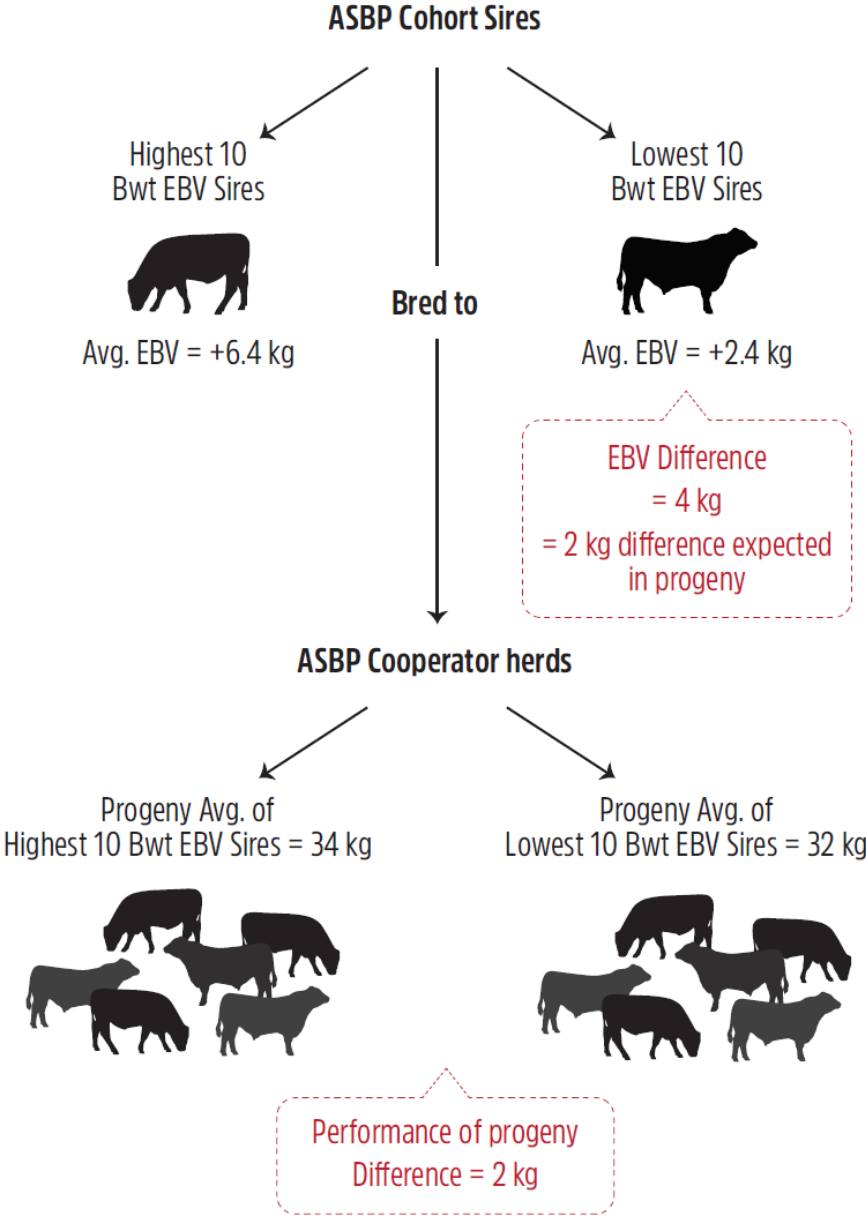 ASBP Cohort Sires
Highest 10
Bwt EBV Sires
Lowest 10
Bwt EBV Sires
Bred to
Avg. EBV = +6.4 kg
Avg. EBV = +2.4 kg
EBV Difference
= 4 kg
= 2 kg difference expected
in progeny
ASBP Cooperator herds
Progeny Avg. of
Highest 10 Bwt EBV Sires = 34 kg
Progeny Avg. of
Lowest 10 Bwt EBV Sires = 32 kg
Performance of progeny
Difference = 2 kg